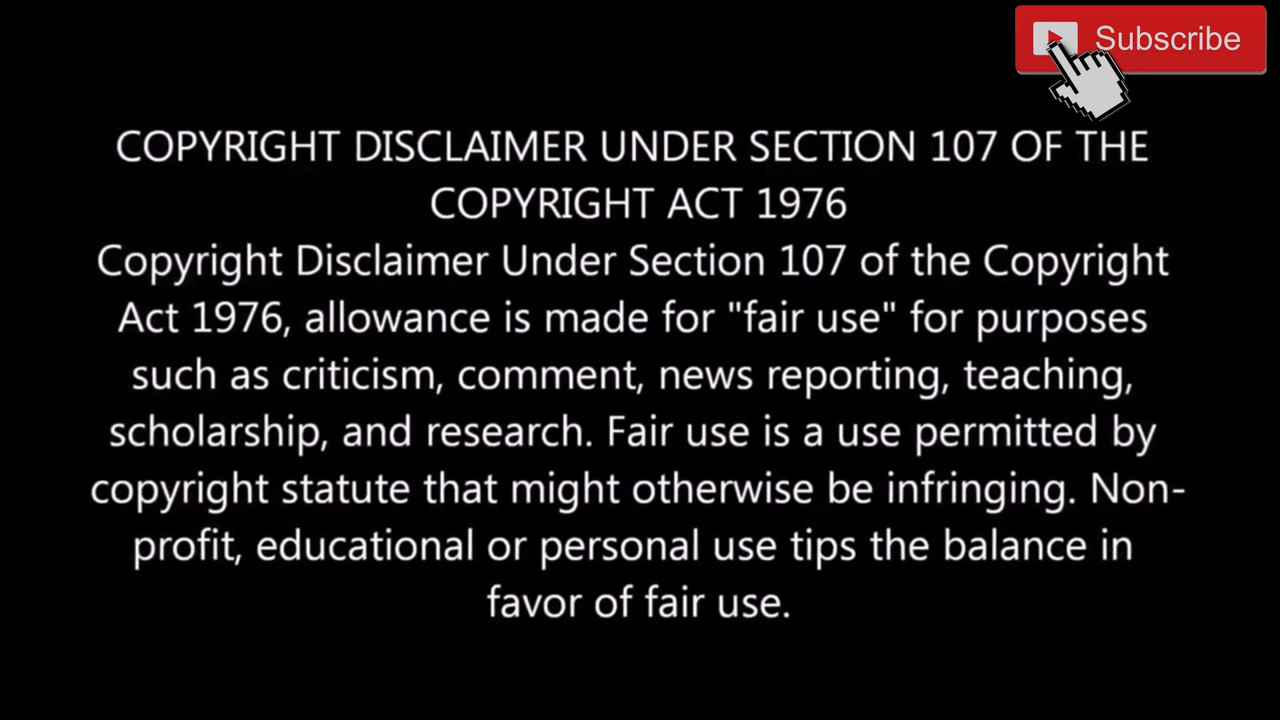 Subscribe
COPYRIGHT DISCLAIMER UNDER SECTION 107 OF THE
COPYRIGHT ACT 1976
Copyright Disclaimer Under Section 107 of the Copyright
Act 1976, allowance is made for "fair use" for purposes
such as criticism, comment, news reporting, teaching,
scholarship, and research. Fair use is a use permitted by
copyright statute that might otherwise be infringing. Non-
profit, educational or personal use tips the balance in
favor of fair use.